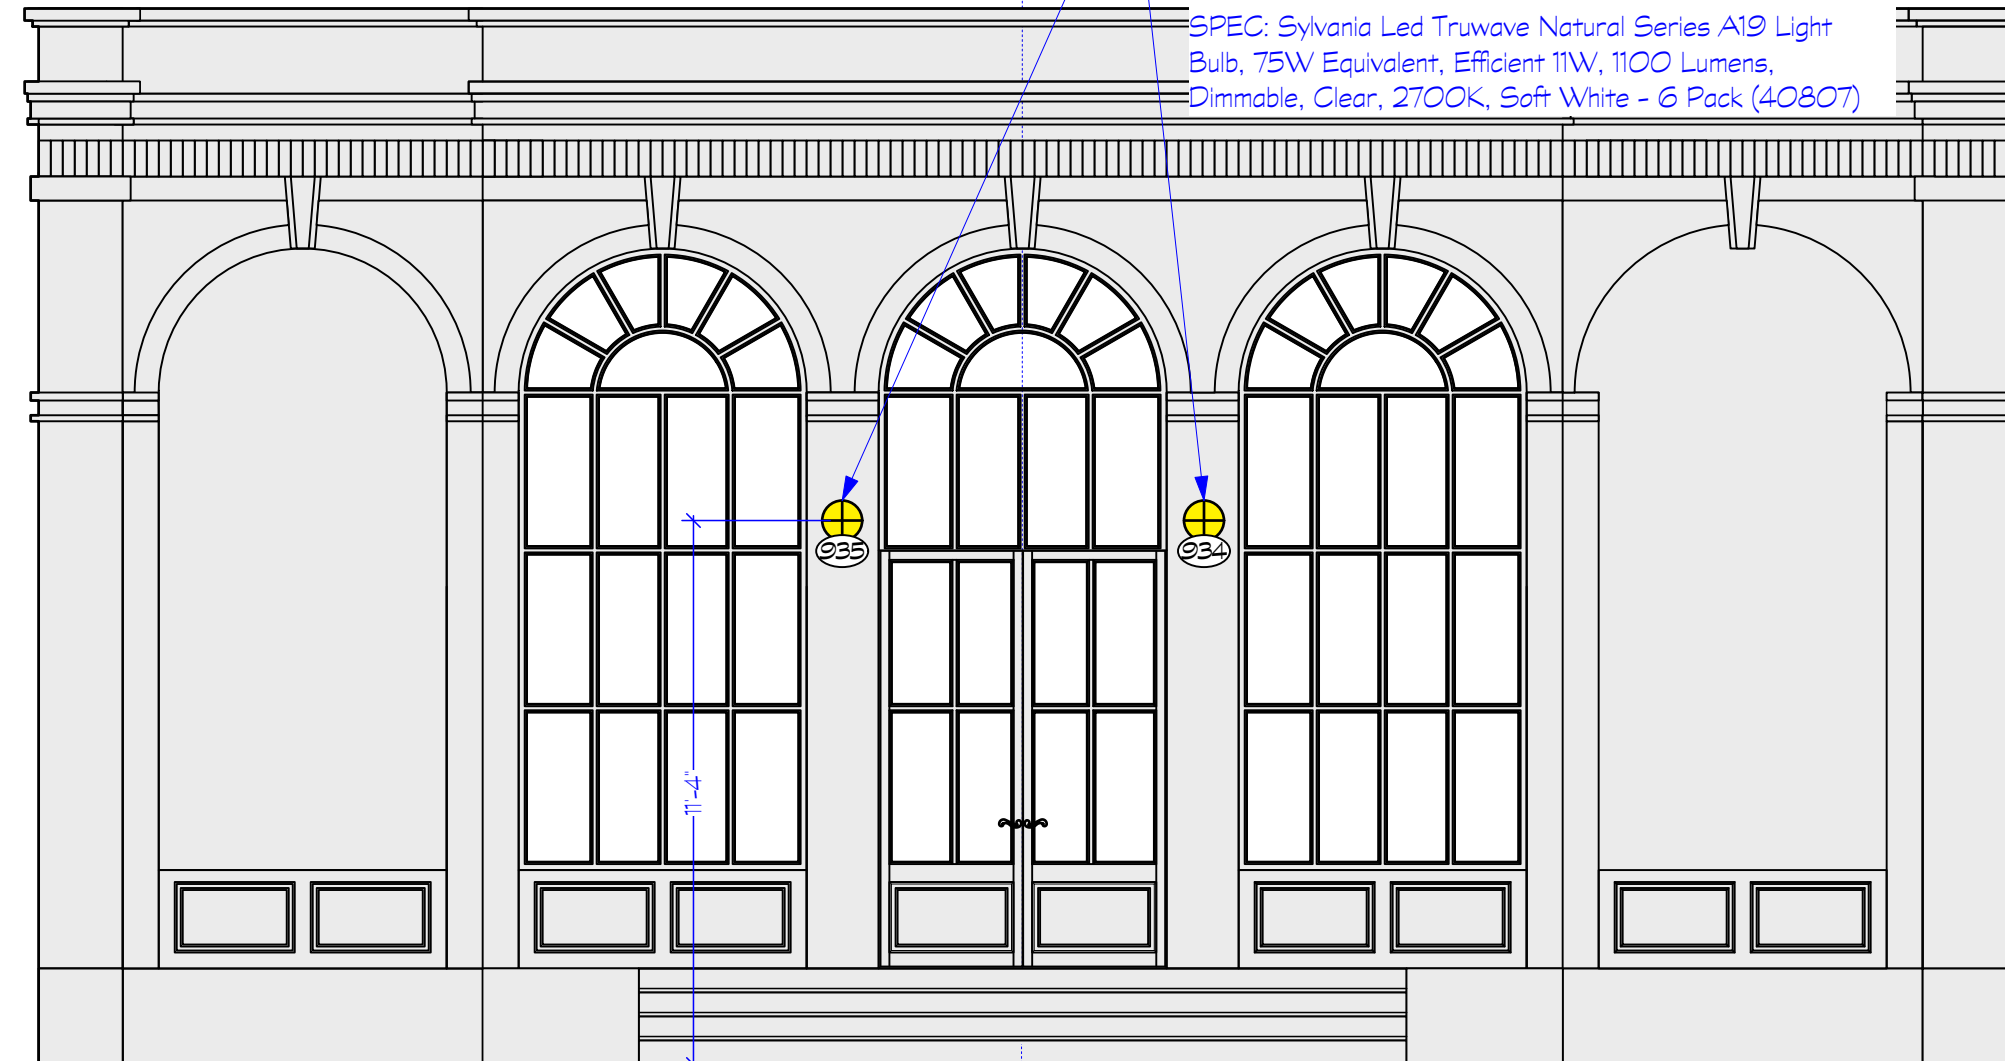 SPEC: Sylvania Led Truwave Natural Series A19 Light
Bulb, 75W Equivalent, Efficient 11W, 1100 Lumens,
Dimmable, Clear, 2700K, Soft White - 6 Pack (40807)
935
934
11'-4"